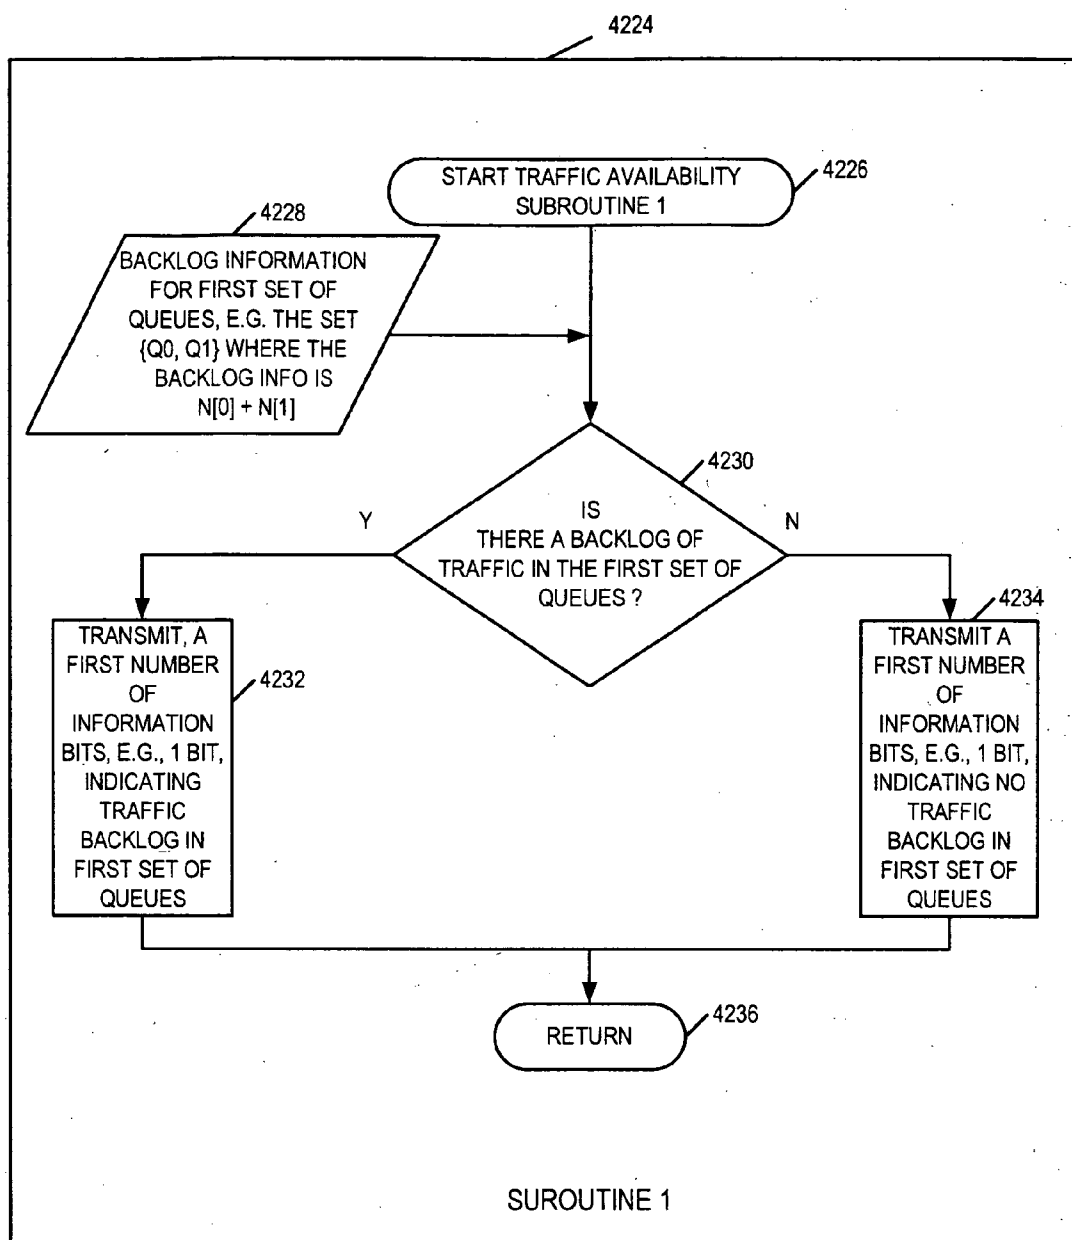 4224
START TRAFFIC AVAILABILITY
SUBROUTINE 1
4226
4228
BACKLOG INFORMATION
FOR FIRST SET OF
QUEUES, E.G. THE SET
{Q0, Q1} WHERE THE
BACKLOG INFO IS
N[0] + N[1]
4230
IS
THERE A BACKLOG OF
TRAFFIC IN THE FIRST SET OF
QUEUES ?
Y
N
TRANSMIT, A
FIRST NUMBER
OF
INFORMATION
BITS, E.G., 1 BIT,
INDICATING
TRAFFIC
BACKLOG IN
FIRST SET OF
QUEUES
4232
4234
TRANSMIT A
FIRST NUMBER
OF
INFORMATION
BITS, E.G., 1 BIT,
INDICATING NO
TRAFFIC
BACKLOG IN
FIRST SET OF
QUEUES
RETURN
4236
SUROUTINE 1